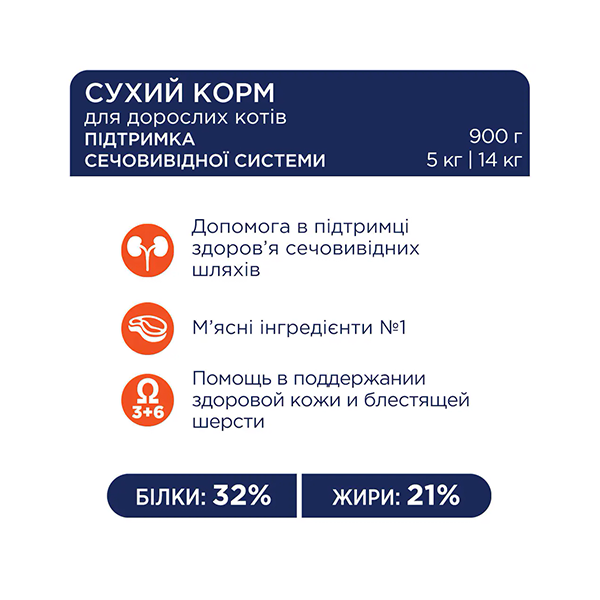 СУХИЙ КОРМ
для дорослих котів
ПІДТРИМКА
СЕЧОВИВІДНОЇ СИСТЕМИ
900 г
5 кг | 14 кг
Допомога в підтримці
здоров’я сечовивідних
шляхів
М’ясні інгредієнти №1
Ω
3+6
Помощь в поддержании
здоровой кожи и блестящей
шерсти
БІЛКИ: 32%
ЖИРИ: 21%